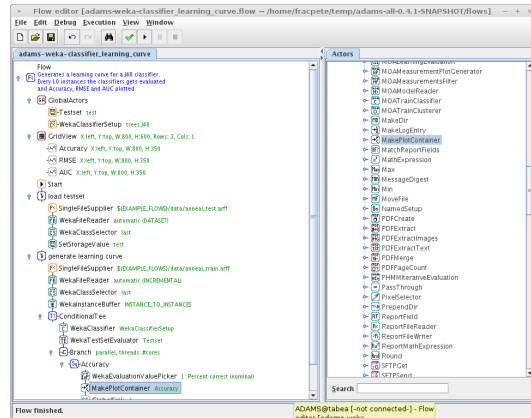 Flow editor [adams-weka-classifier_learning_curve.flow -- /home/fracpete/temp/adams-all-0.4.1-SNAPSHOT/flows]
File Edit Debug Execution View Window
adams-weka-classifier_learning_curve
Flow
Generates a learning curve for a J48 classifier.
Every 10 instances the classifiers gets evaluated
and Accuracy, RMSE and AUC plotted.
GlobalActors
Testset test
WekaClassifierSetup trees.J48
GridView X:left, Y:top, W:800, H:600, Rows: 3, Cols: 1
Accuracy X:left, Y:top, W:800, H:350
RMSE X:left, Y:top, W:800, H:350
AUC X:left, Y:top, W:800, H:350
Start
load testset
SingleFileSupplier ${EXAMPLE_FLOWS}/data/anneal_test.arff
WekaFileReader automatic (DATASET)
WekaClassSelector last
SetStorageValue test
generate learning curve
SingleFileSupplier ${EXAMPLE_FLOWS}/data/anneal_train.arff
WekaFileReader automatic (INCREMENTAL)
WekaClassSelector last
WekaInstanceBuffer INSTANCE_TO_INSTANCES
ConditionalTee
WekaClassifier WekaClassifierSetup
WekaTestSetEvaluator Testset
Branch parallel, threads: #cores
Accuracy
WekaEvaluationValuePicker 1: Percent correct (nominal)
MakePlotContainer Accuracy
Flow finished.
Actors
MOALearningEvaluation
MOAMeasurementPlotGenerator
MOAMeasurementsFilter
MOAModelReader
MOATrainClassifier
MOATrainClusterer
MakeDir
MakeLogEntry
MakePlotContainer
MatchReportFields
MathExpression
Max
MessageDigest
Min
MoveFile
NamedSetup
PDFCreate
PDFExtract
PDFExtractImages
PDFExtractText
PDFMerge
PDFPageCount
PHMMIterativeEvaluation
PassThrough
PixelSelector
PrependDir
ReportField
ReportFileReader
ReportFileWriter
ReportMathExpression
Round
SFTPGet
SFTPSend
Search
ADAMS@tabea [-not connected-] - Flow
editor [adams-weka-